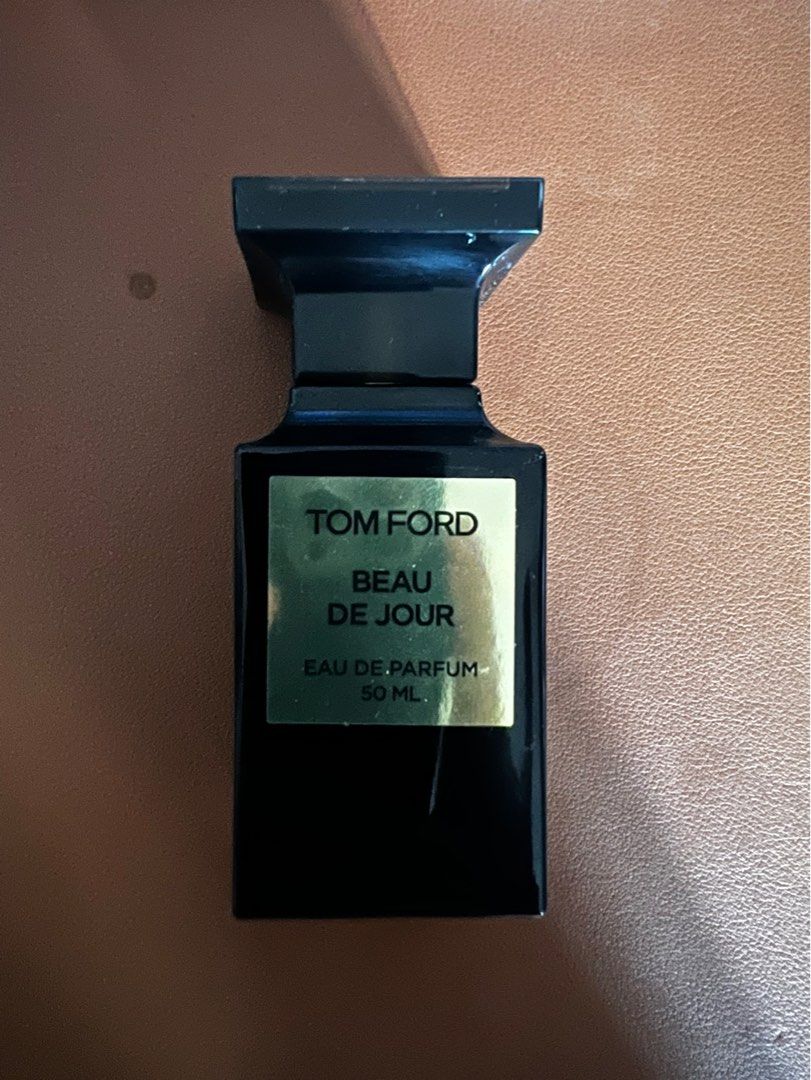 TOM FORD
BEAU
DE JOUR
EAU DE PARFUM
50 ML